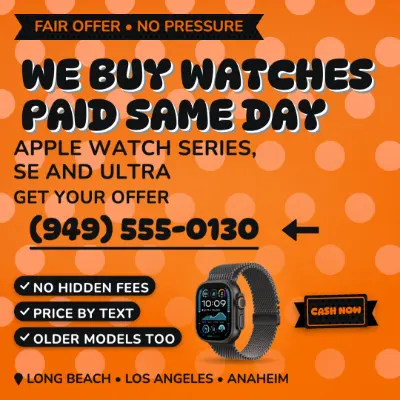 FAIR OFFER • NO PRESSURE
WE BUY WATCHES
PAID SAME DAY
APPLE WATCH SERIES,
SE AND ULTRA
GET YOUR OFFER
(949) 555-0130
✓ NO HIDDEN FEES
✓ PRICE BY TEXT
✓ OLDER MODELS TOO
CASH NOW
LONG BEACH • LOS ANGELES • ANAHEIM